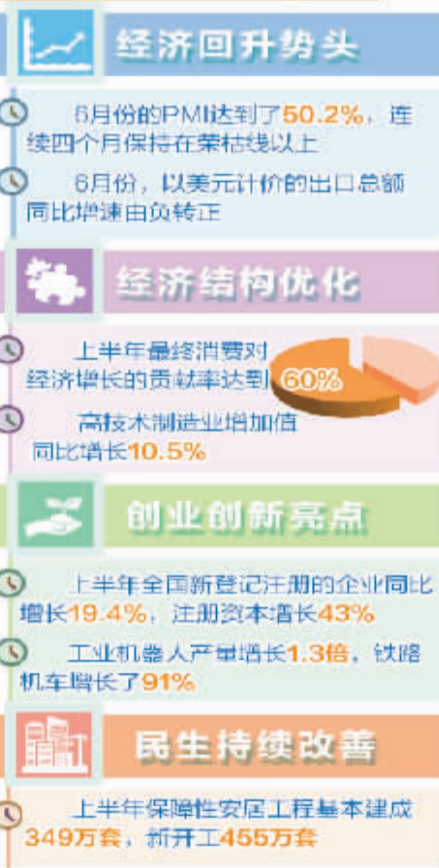 经济回升势头
6月份的PMI达到了50.2%，连
续四个月保持在荣枯线以上
6月份，以美元计价的出口总额
同比增速由负转正
经济结构优化
上半年最终消费对
经济增长的贡献率达到60%
高技术制造业增加值
同比增长10.5%
创业创新亮点
上半年全国新登记注册的企业同比
增长19.4%，注册资本增长43%
工业机器人产量增长1.3倍，铁路
机车增长了91%
民生持续改善
上半年保障性安居工程基本建成
349万套，新开工455万套